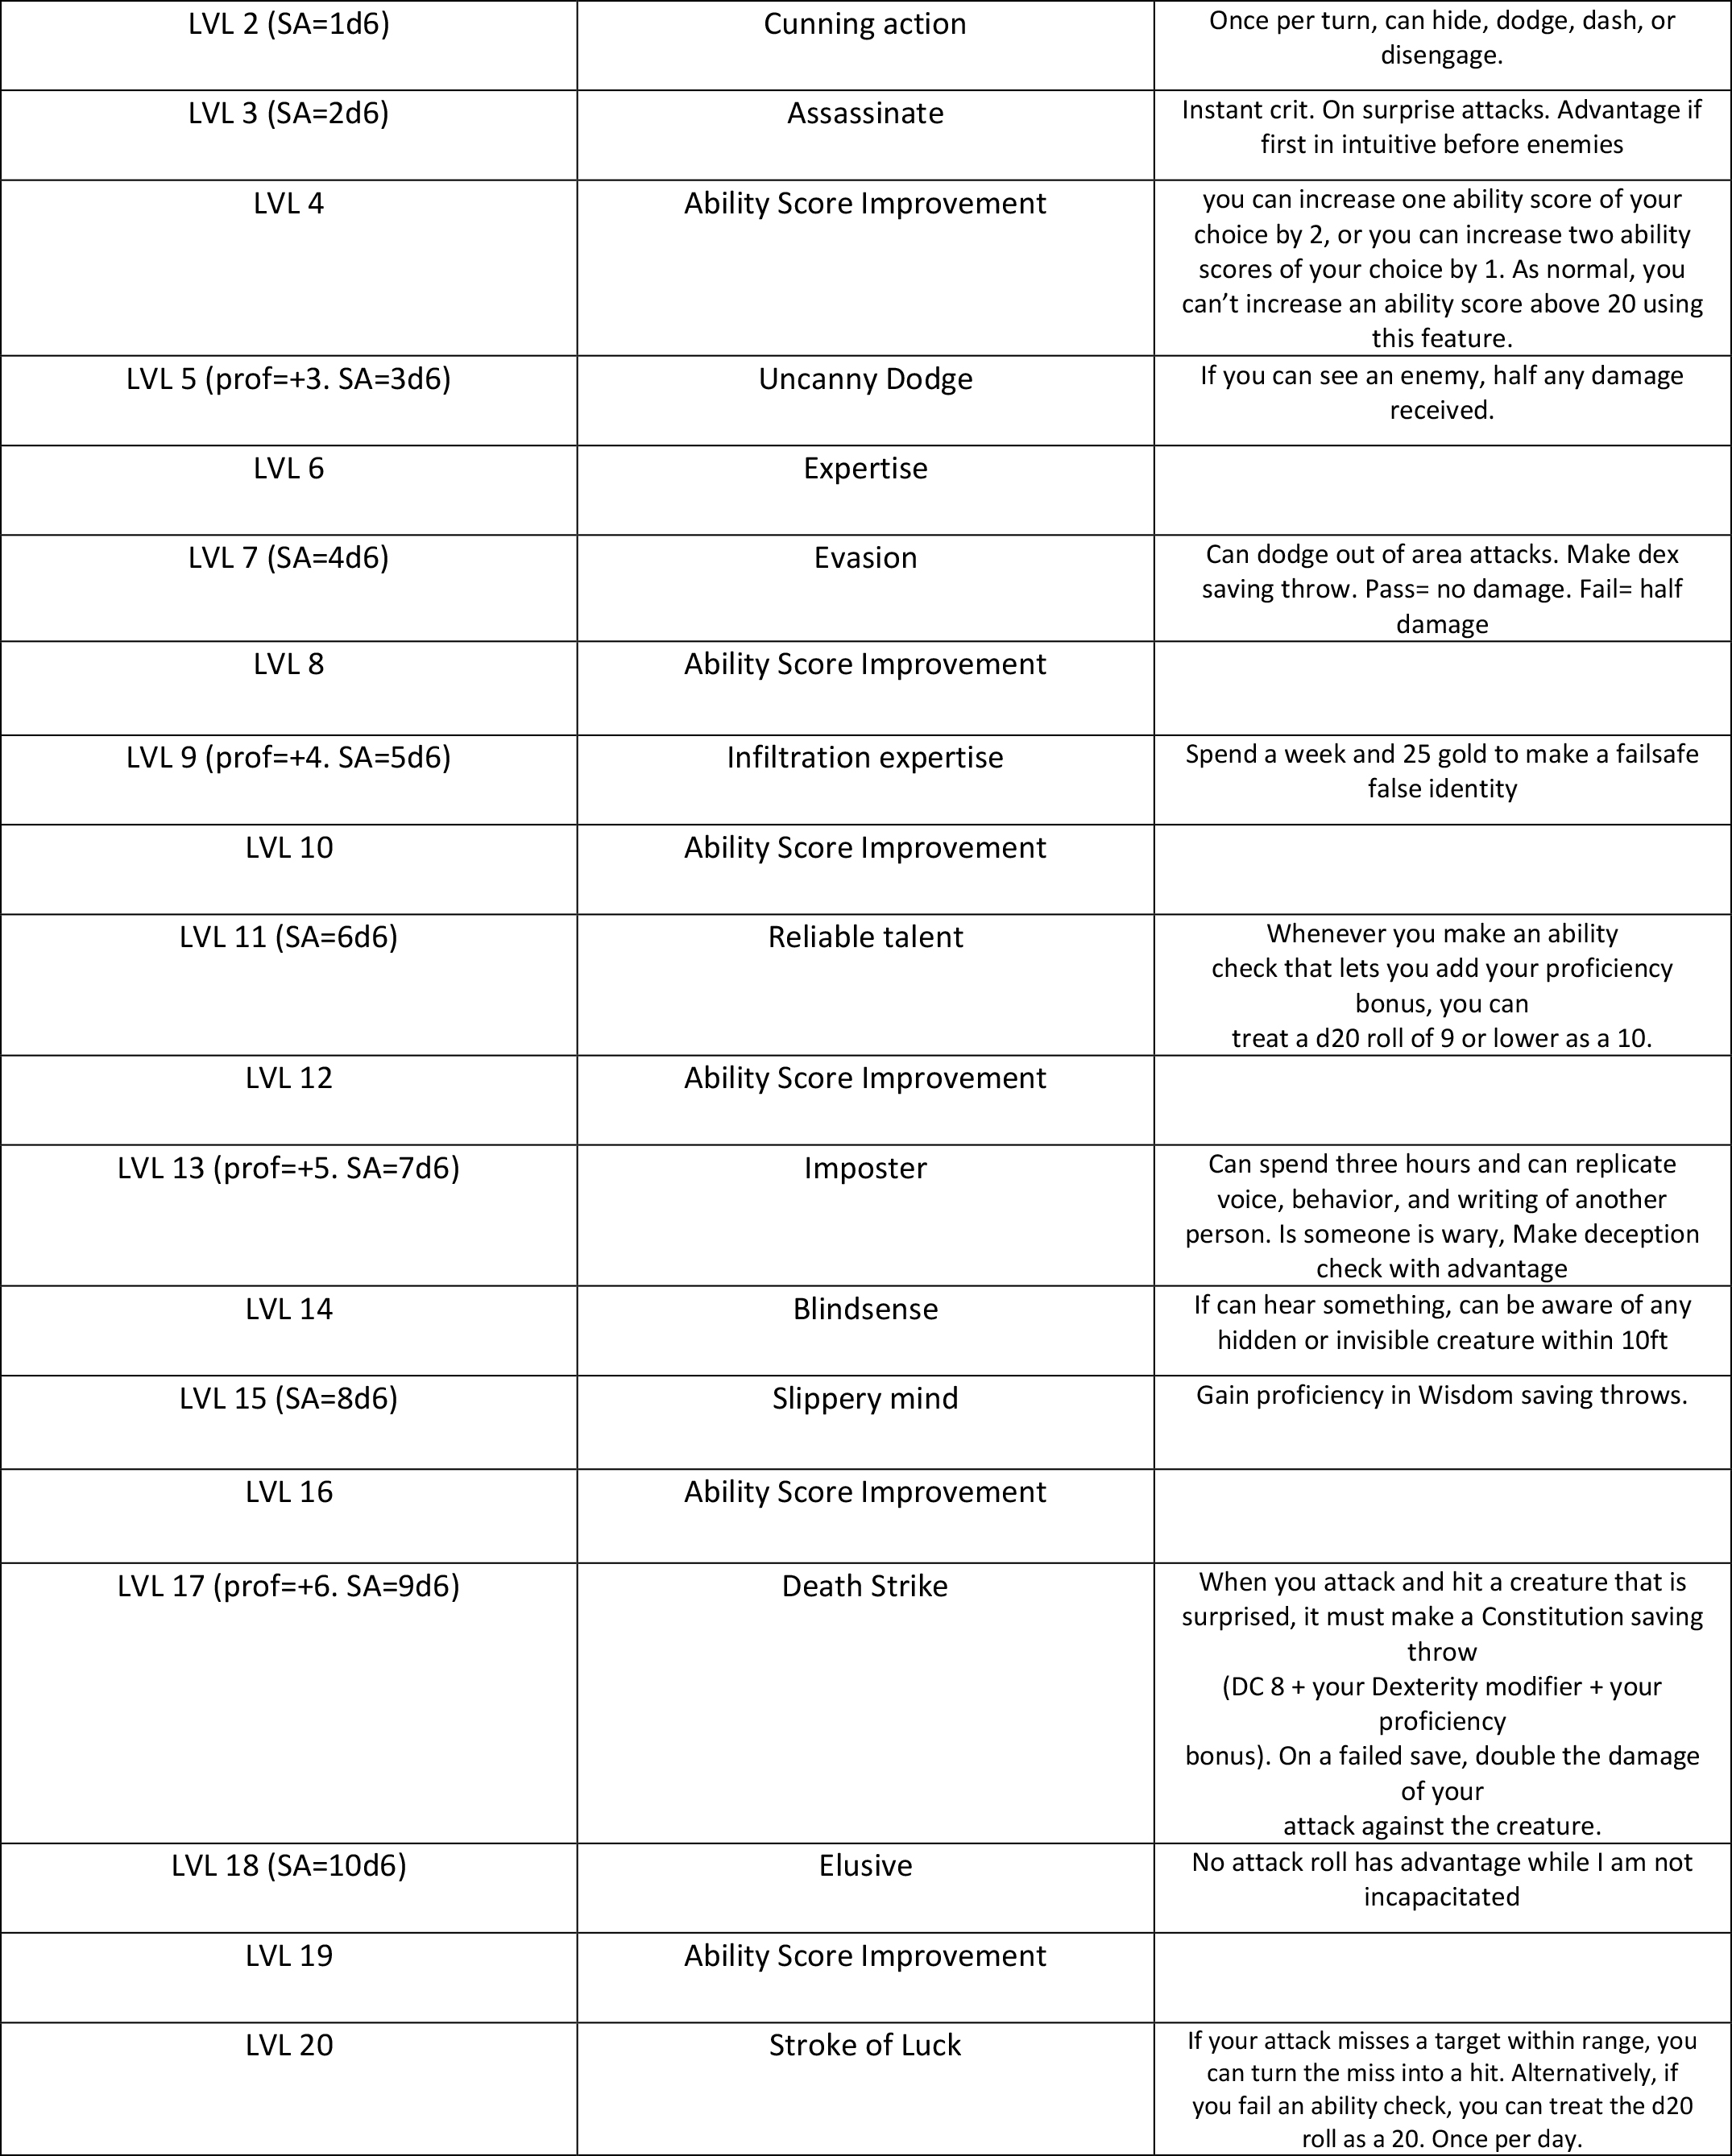 LVL 2 (SA=1d6)
Cunning action
Once per turn, can hide, dodge, dash, or
disengage.
LVL 3 (SA=2d6)
Assassinate
Instant crit. On surprise attacks. Advantage if
first in intuitive before enemies
LVL 4
Ability Score Improvement
you can increase one ability score of your
choice by 2, or you can increase two ability
scores of your choice by 1. As normal, you
can’t increase an ability score above 20 using
this feature.
LVL 5 (prof=+3. SA=3d6)
Uncanny Dodge
If you can see an enemy, half any damage
received.
LVL 6
Expertise
LVL 7 (SA=4d6)
Evasion
Can dodge out of area attacks. Make dex
saving throw. Pass= no damage. Fail= half
damage
LVL 8
Ability Score Improvement
LVL 9 (prof=+4. SA=5d6)
Infiltration expertise
Spend a week and 25 gold to make a failsafe
false identity
LVL 10
Ability Score Improvement
LVL 11 (SA=6d6)
Reliable talent
Whenever you make an ability
check that lets you add your proficiency
bonus, you can
treat a d20 roll of 9 or lower as a 10.
LVL 12
Ability Score Improvement
LVL 13 (prof=+5. SA=7d6)
Imposter
Can spend three hours and can replicate
voice, behavior, and writing of another
person. Is someone is wary, Make deception
check with advantage
LVL 14
Blindsense
If can hear something, can be aware of any
hidden or invisible creature within 10ft
LVL 15 (SA=8d6)
Slippery mind
Gain proficiency in Wisdom saving throws.
LVL 16
Ability Score Improvement
LVL 17 (prof=+6. SA=9d6)
Death Strike
When you attack and hit a creature that is
surprised, it must make a Constitution saving
throw
(DC 8 + your Dexterity modifier + your
proficiency
bonus). On a failed save, double the damage
of your
attack against the creature.
LVL 18 (SA=10d6)
Elusive
No attack roll has advantage while I am not
incapacitated
LVL 19
Ability Score Improvement
LVL 20
Stroke of Luck
If your attack misses a target within range, you
can turn the miss into a hit. Alternatively, if
you fail an ability check, you can treat the d20
roll as a 20. Once per day.